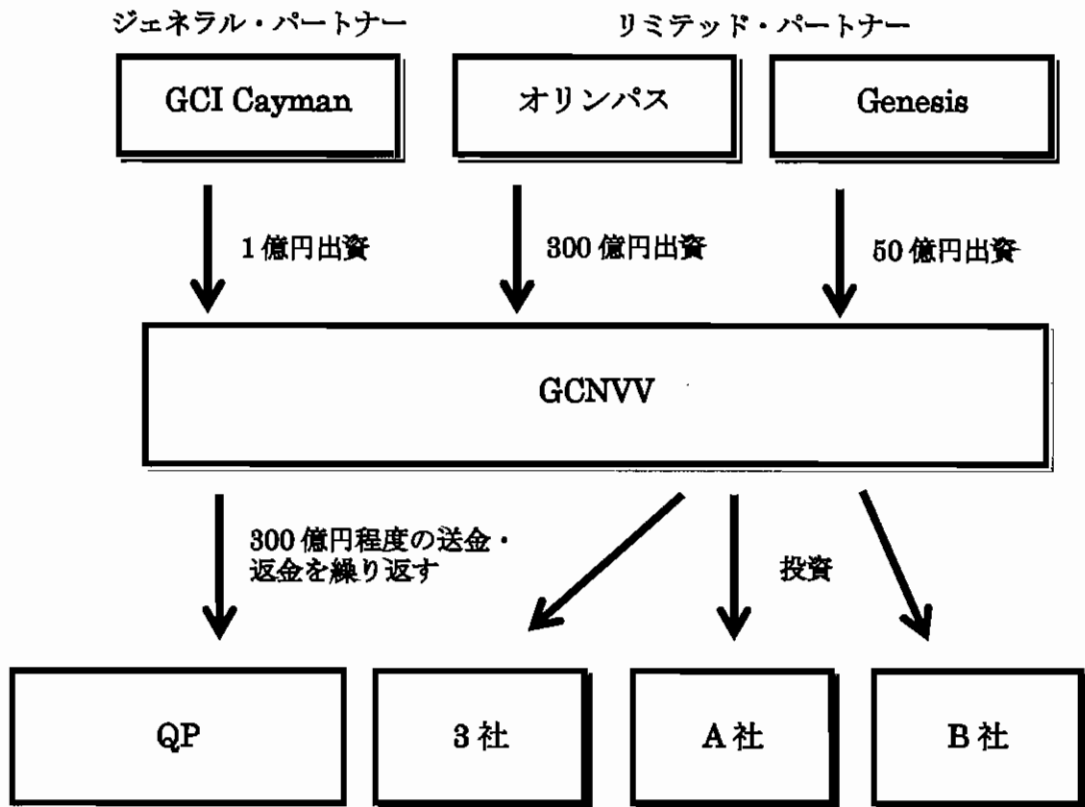 ジェネラル・パートナー
リミテッド・パートナー
GCI Cayman
オリンパス
Genesis
1億円出資
300億円出資
50億円出資
GCNVV
300億円程度の送金・
返金を繰り返す
投資
QP
3社
A社
B社